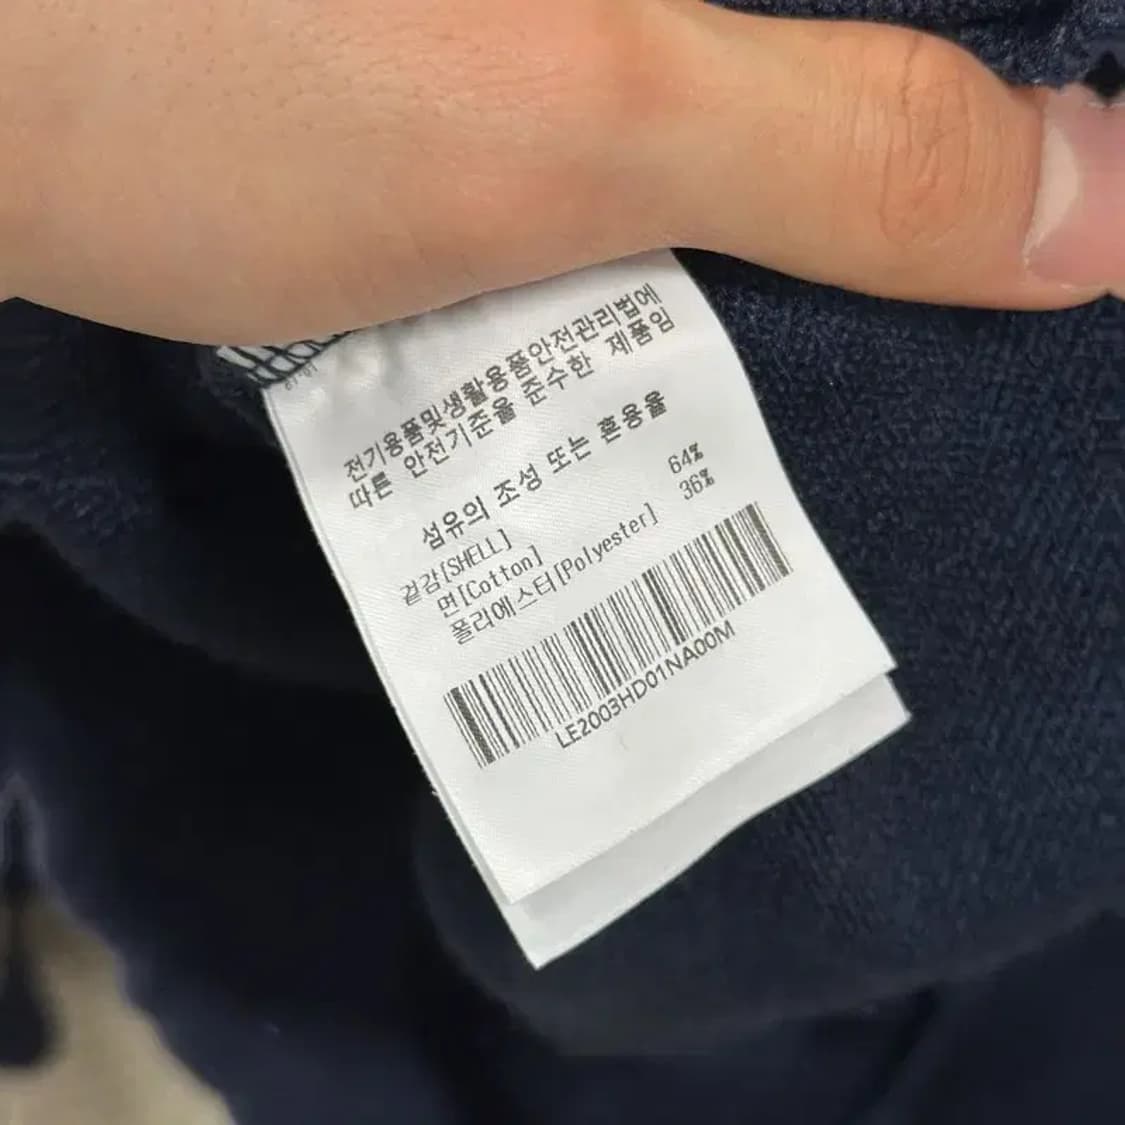 전기용품및생활용품안전관리법에
따른 안전기준을 준수한 제품임
섬유의 조성 또는 혼용율
겉감[SHELL]
면[Cotton] 64%
폴리에스터[Polyester] 36%
LE2003HD01NA00M